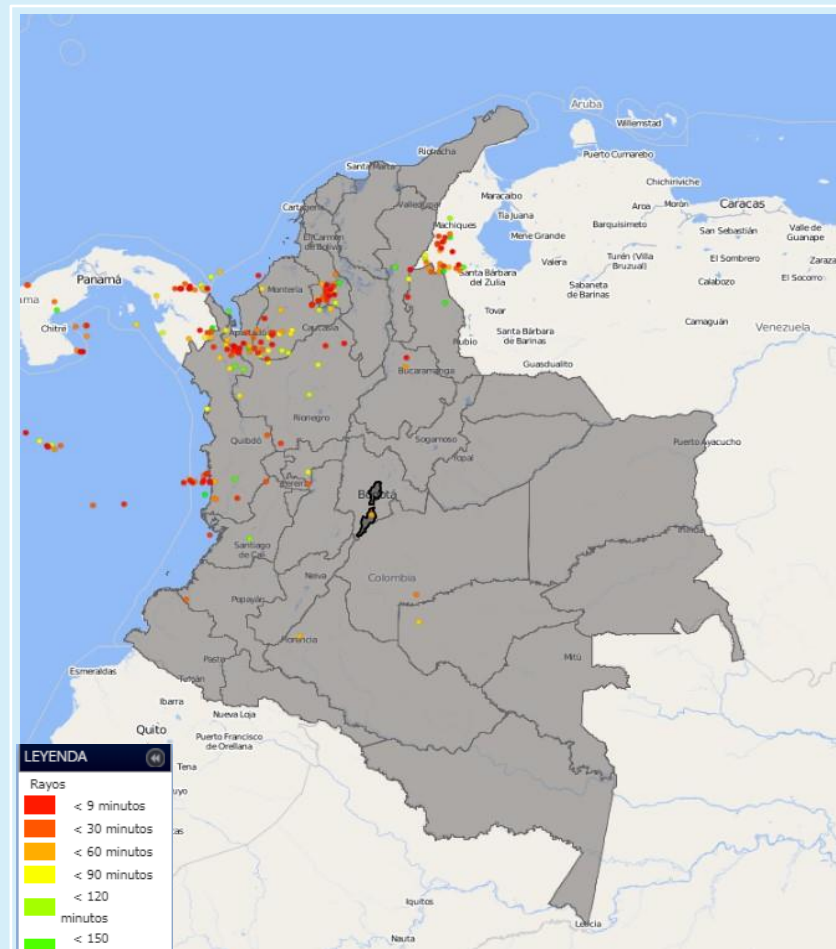 Aruba
Willemstad
Riohacha
Puerto Cumarebo
Santa Marta
Chichiriviche
Maracaibo
Caracas
Cartagena
Valledupar
Aroa
Morón
Tía Juana
Machiques
Barquisimeto
San Sebastián
Valle de
Guanape
El Carmen
de Bolívar
Mene Grande
Panamá
Valera
Turén (Villa
Bruzual)
El Sombrero
Zaraza
Santa Bárbara
del Zulia
Sabaneta
de Barinas
Calabozo
El Socorro
ama
Montería
Chitré
Tovar
Camaguán
Apartadó
Caucasia
Santa Bárbara
de Barinas
Venezuela
Rubio
Guasdualito
Bucaramanga
Rionegro
Quibdó
Sogamoso
Puerto Ayacucho
Yopal
Pereira
Bogotá
Inírida
Santiago
de Cali
Neiva
Colombia
Popayán
Florencia
Mitú
Pasto
Esmeraldas
Tulcán
Ibarra
Nueva Loja
Quito
Puerto Francisco
de Orellana
Tena
LEYENDA
Rayos
< 9 minutos
< 30 minutos
< 60 minutos
< 90 minutos
< 120
minutos
< 150
Iquitos
Leticia
Nauta